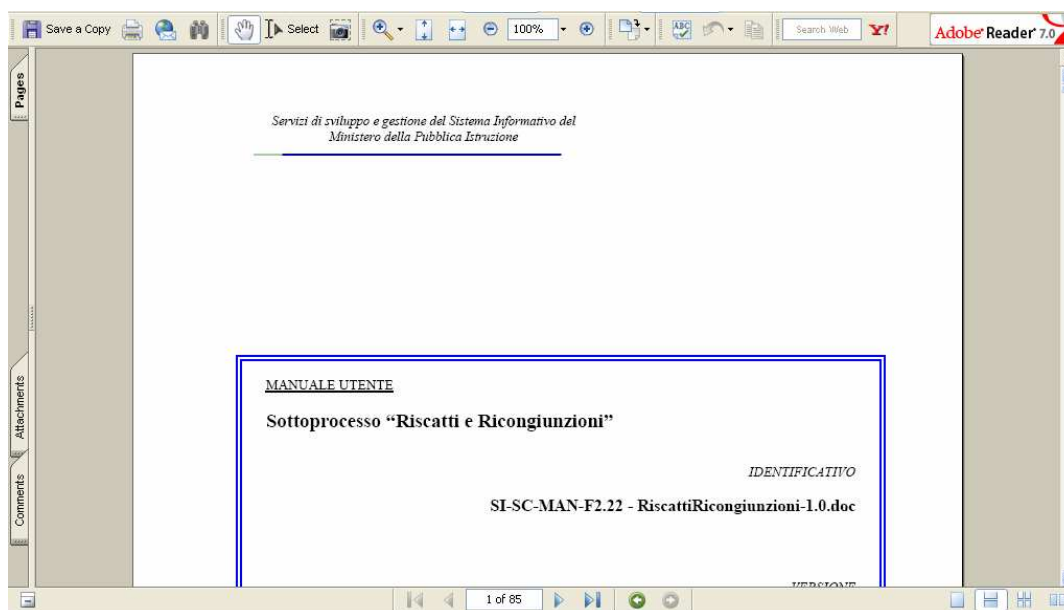 Save a Copy Select 100% ABC Search Web Y! Adobe Reader 7.0
Pages
Attachments
Comments
Servizi di sviluppo e gestione del Sistema Informativo del
Ministero della Pubblica Istruzione
MANUALE UTENTE
Sottoprocesso “Riscatti e Ricongiunzioni”
IDENTIFICATIVO
SI-SC-MAN-F2.22 - RiscattiRicongiunzioni-1.0.doc
VERSIONE
1 of 85